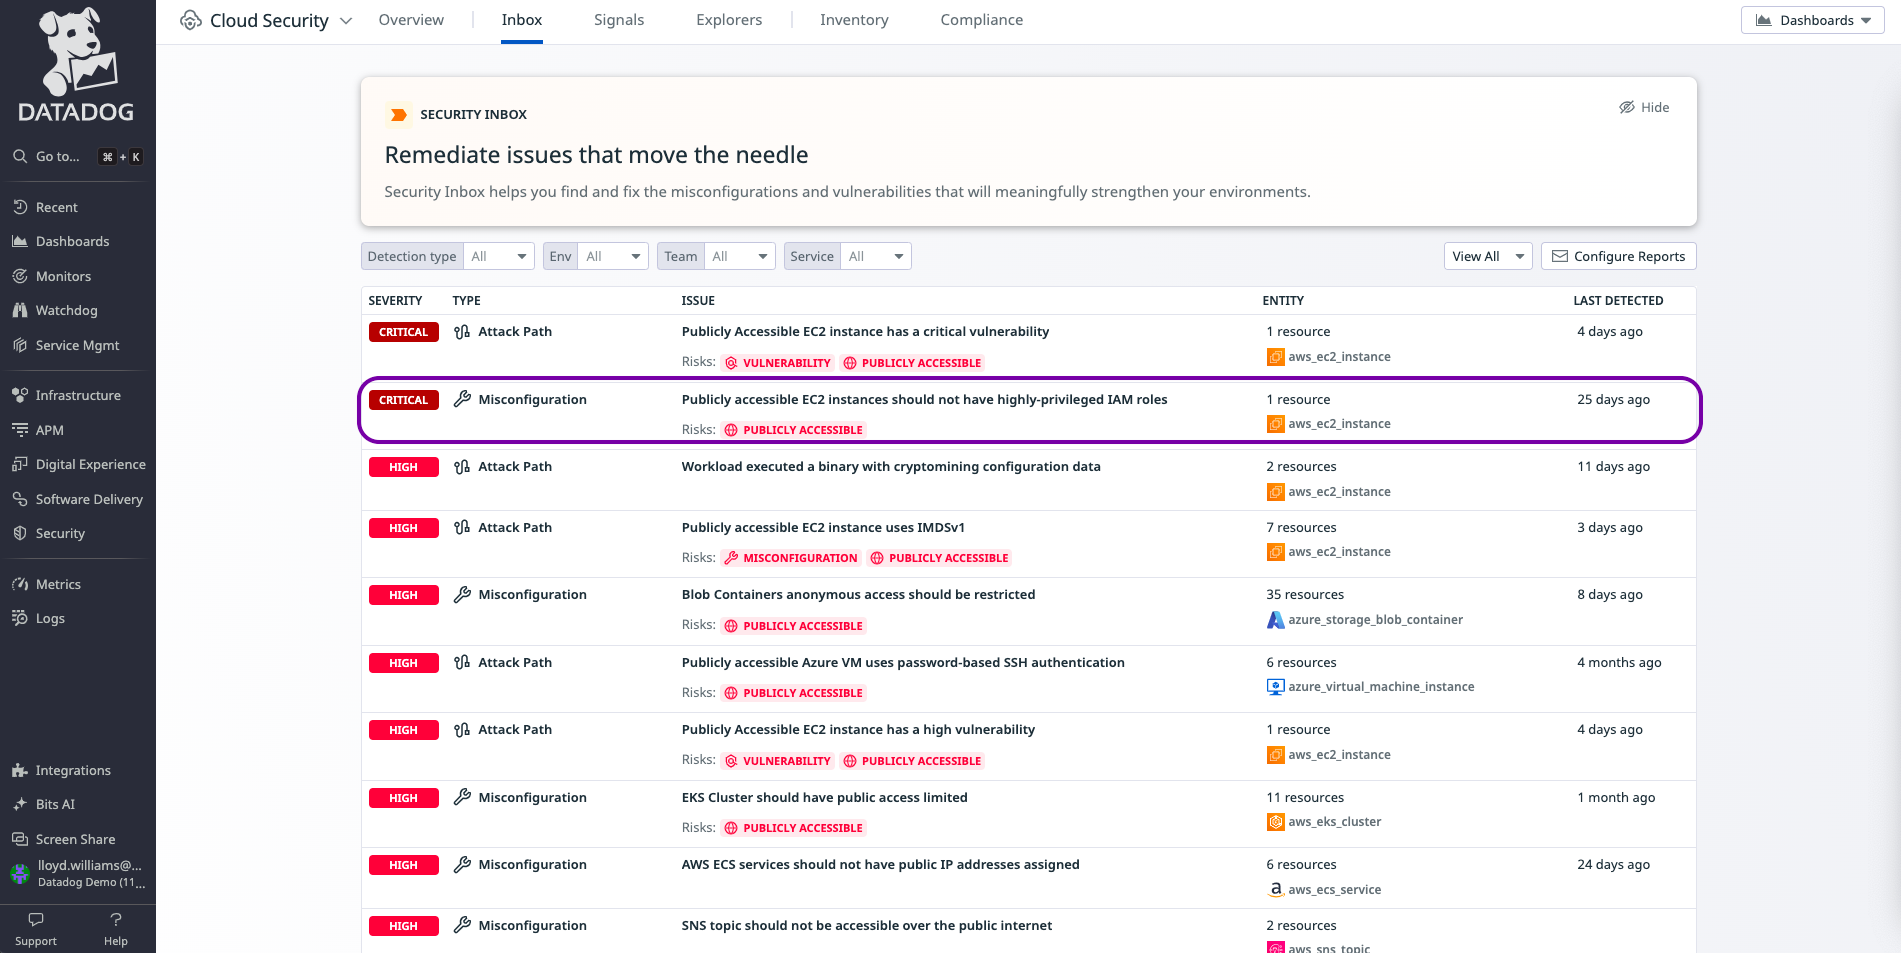 DATADOG
Go to... ⌘ + K
Recent
Dashboards
Monitors
Watchdog
Service Mgmt
Infrastructure
APM
Digital Experience
Software Delivery
Security
Metrics
Logs
Integrations
Bits AI
Screen Share
lloyd.williams@...
Datadog Demo (11...
Support Help
Cloud Security Overview Inbox Signals Explorers Inventory Compliance Dashboards
SECURITY INBOX Hide
Remediate issues that move the needle
Security Inbox helps you find and fix the misconfigurations and vulnerabilities that will meaningfully strengthen your environments.
Detection type All Env All Team All Service All View All Configure Reports
SEVERITY TYPE ISSUE ENTITY LAST DETECTED
CRITICAL Attack Path Publicly Accessible EC2 instance has a critical vulnerability 1 resource 4 days ago
Risks: VULNERABILITY PUBLICLY ACCESSIBLE aws_ec2_instance
CRITICAL Misconfiguration Publicly accessible EC2 instances should not have highly-privileged IAM roles 1 resource 25 days ago
Risks: PUBLICLY ACCESSIBLE aws_ec2_instance
HIGH Attack Path Workload executed a binary with cryptomining configuration data 2 resources 11 days ago
aws_ec2_instance
HIGH Attack Path Publicly accessible EC2 instance uses IMDSv1 7 resources 3 days ago
Risks: MISCONFIGURATION PUBLICLY ACCESSIBLE aws_ec2_instance
HIGH Misconfiguration Blob Containers anonymous access should be restricted 35 resources 8 days ago
Risks: PUBLICLY ACCESSIBLE azure_storage_blob_container
HIGH Attack Path Publicly accessible Azure VM uses password-based SSH authentication 6 resources 4 months ago
Risks: PUBLICLY ACCESSIBLE azure_virtual_machine_instance
HIGH Attack Path Publicly Accessible EC2 instance has a high vulnerability 1 resource 4 days ago
Risks: VULNERABILITY PUBLICLY ACCESSIBLE aws_ec2_instance
HIGH Misconfiguration EKS Cluster should have public access limited 11 resources 1 month ago
Risks: PUBLICLY ACCESSIBLE aws_eks_cluster
HIGH Misconfiguration AWS ECS services should not have public IP addresses assigned 6 resources 24 days ago
aws_ecs_service
HIGH Misconfiguration SNS topic should not be accessible over the public internet 2 resources
aws_sns_topic